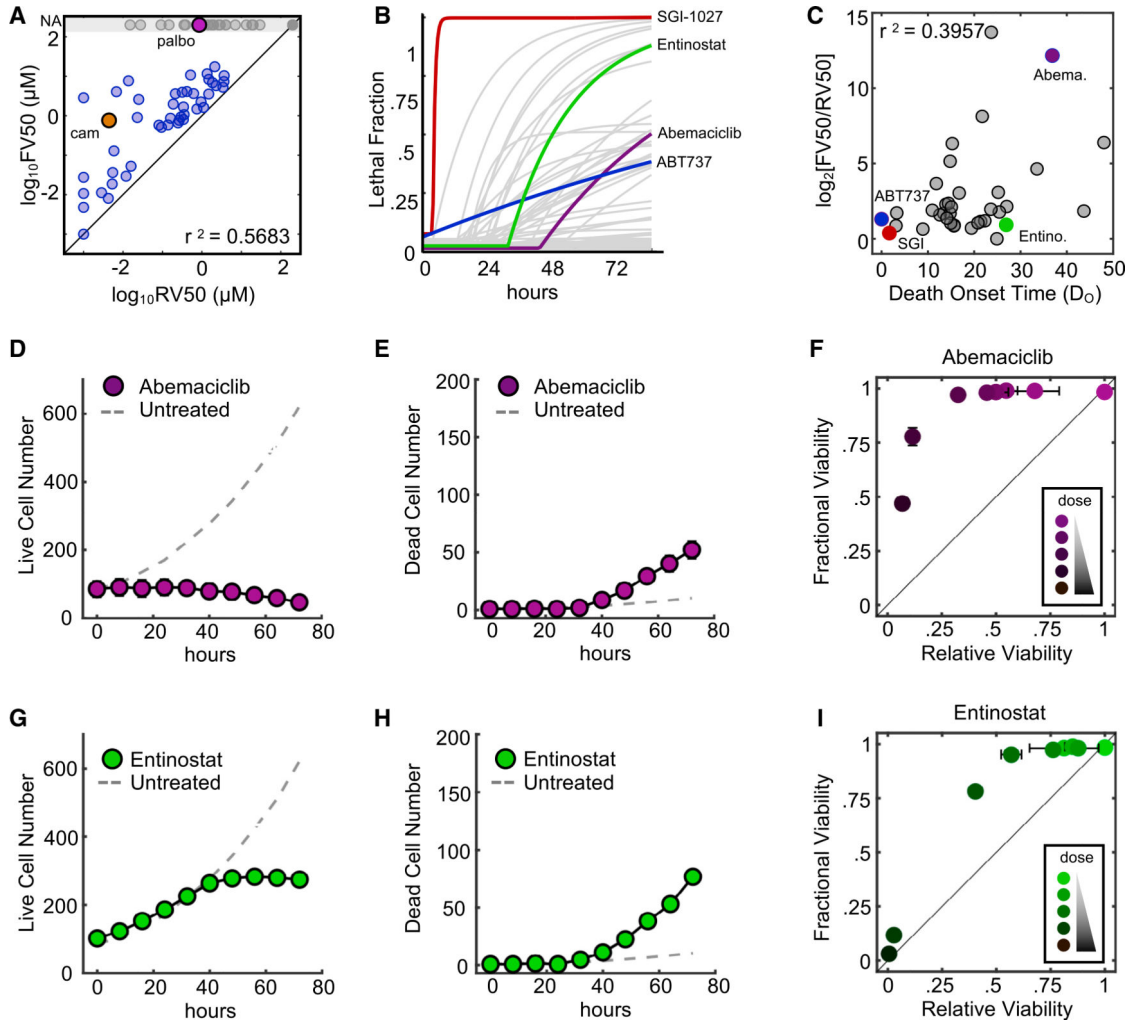 A
NA
palbo
cam
2
0
-2
-2
0
2
log10FV50 (µM)
log10RV50 (µM)
r 2 = 0.5683
B
SGI-1027
Entinostat
Abemaciclib
ABT737
1
.75
.5
.25
0
0
24
48
72
Lethal Fraction
hours
C
r 2 = 0.3957
Abema.
ABT737
SGI
Entino.
15
10
5
0
0
10
20
30
40
50
log2[FV50/RV50]
Death Onset Time (DO)
D
Abemaciclib
Untreated
600
400
200
0
0
20
40
60
80
Live Cell Number
hours
E
Abemaciclib
Untreated
200
150
100
50
0
0
20
40
60
80
Dead Cell Number
hours
F
Abemaciclib
1
.75
.5
.25
0
0
.25
.5
.75
1
dose
Fractional Viability
Relative Viability
G
Entinostat
Untreated
600
400
200
0
0
20
40
60
80
Live Cell Number
hours
H
Entinostat
Untreated
200
150
100
50
0
0
20
40
60
80
Dead Cell Number
hours
I
Entinostat
1
.75
.5
.25
0
0
.25
.5
.75
1
dose
Fractional Viability
Relative Viability